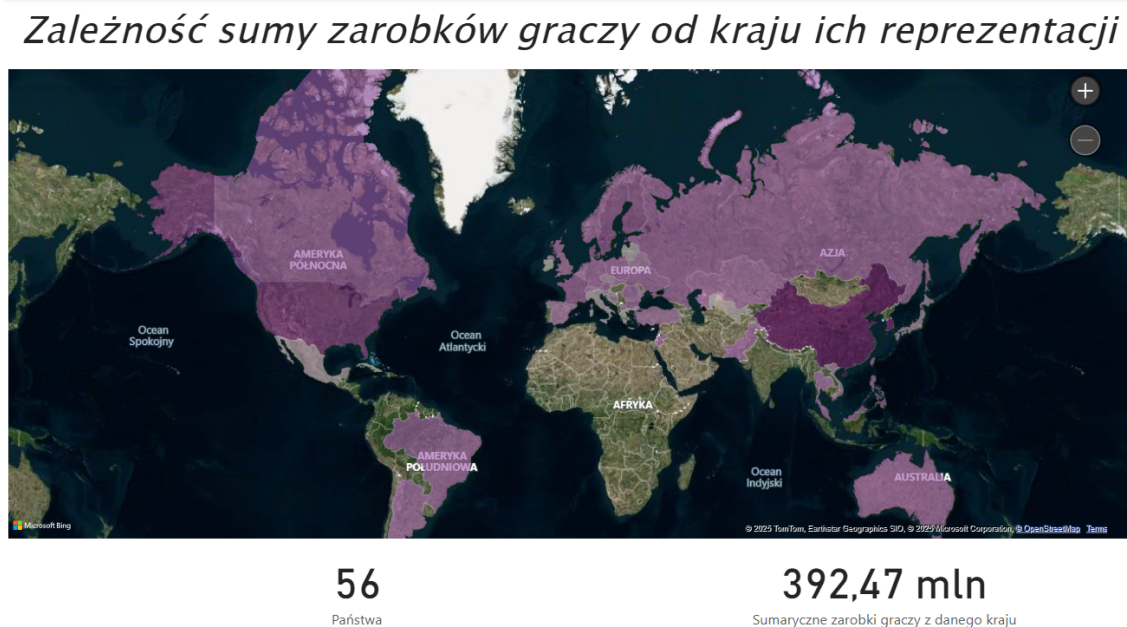 Zależność sumy zarobków graczy od kraju ich reprezentacji
AMERYKA
PÓŁNOCNA
EUROPA
AZJA
Ocean
Spokojny
Ocean
Atlantycki
AFRYKA
AMERYKA
POŁUDNIOWA
Ocean
Indyjski
AUSTRALIA
Microsoft Bing
© 2025 TomTom, Earthstar Geographics SIO, © 2025 Microsoft Corporation, © OpenStreetMap Terms
56
Państwa
392,47 mln
Sumaryczne zarobki graczy z danego kraju